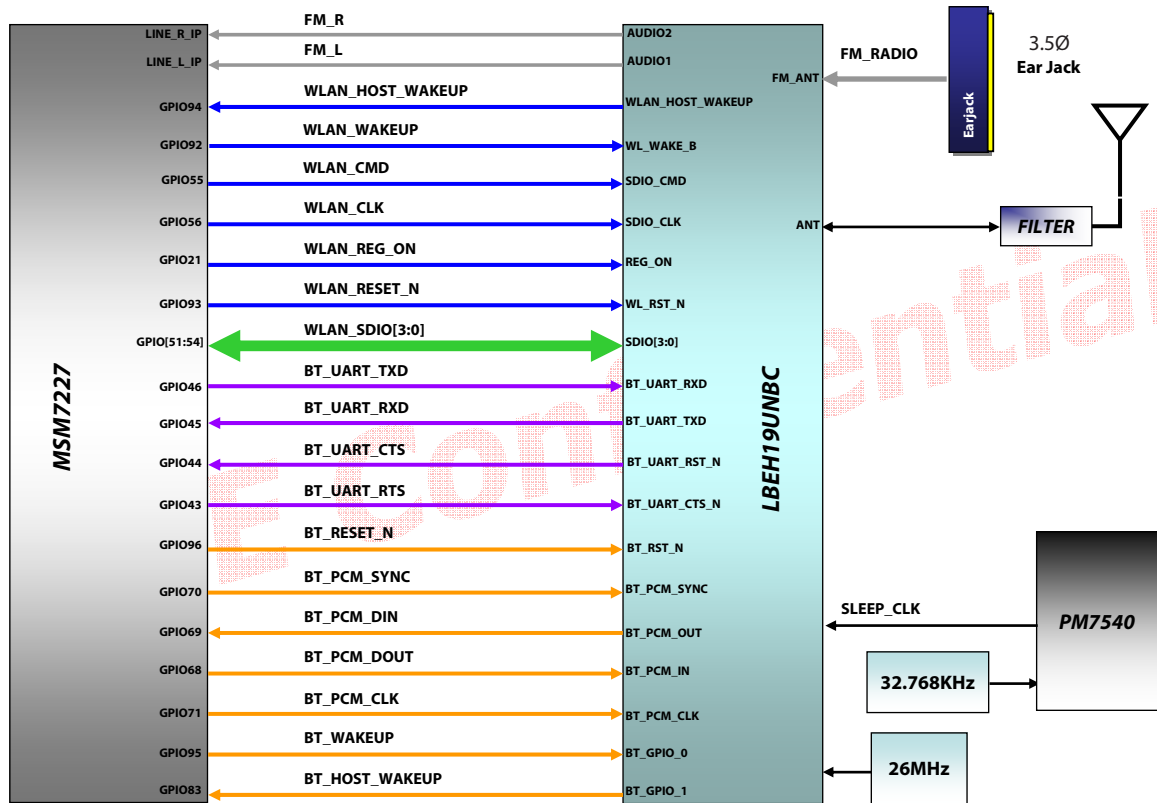 FM_R
LINE_R_IP AUDIO2
FM_L
LINE_L_IP AUDIO1
WLAN_HOST_WAKEUP
GPIO94 WLAN_HOST_WAKEUP
WLAN_WAKEUP
GPIO92 WL_WAKE_B
WLAN_CMD
GPIO55 SDIO_CMD
WLAN_CLK
GPIO56 SDIO_CLK
WLAN_REG_ON
GPIO21 REG_ON
WLAN_RESET_N
GPIO93 WL_RST_N
WLAN_SDIO[3:0]
GPIO[51:54] SDIO[3:0]
BT_UART_TXD
GPIO46 BT_UART_RXD
BT_UART_RXD
GPIO45 BT_UART_TXD
BT_UART_CTS
GPIO44 BT_UART_RST_N
BT_UART_RTS
GPIO43 BT_UART_CTS_N
BT_RESET_N
GPIO96 BT_RST_N
BT_PCM_SYNC
GPIO70 BT_PCM_SYNC
BT_PCM_DIN
GPIO69 BT_PCM_OUT
BT_PCM_DOUT
GPIO68 BT_PCM_IN
BT_PCM_CLK
GPIO71 BT_PCM_CLK
BT_WAKEUP
GPIO95 BT_GPIO_0
BT_HOST_WAKEUP
GPIO83 BT_GPIO_1
MSM7227
LBEH19UNBC
FM_RADIO
FM_ANT
Earjack
3.5Ø
Ear Jack
ANT
FILTER
SLEEP_CLK
PM7540
32.768KHz
26MHz